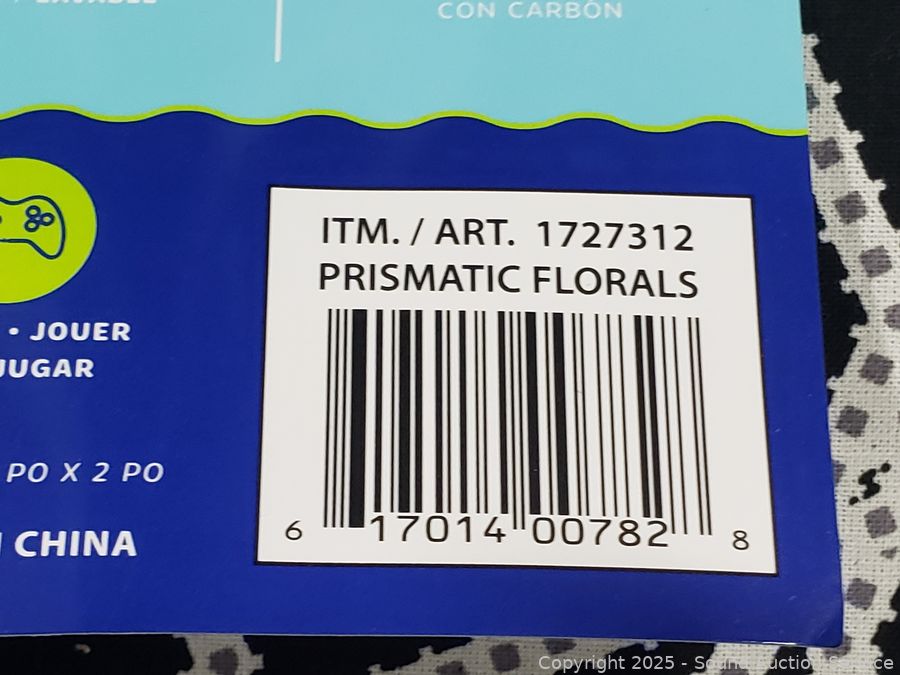 CON CARBÓN
ITM. / ART. 1727312
PRISMATIC FLORALS
• JOUER
JUGAR
PO X 2 PO
CHINA
6 17014 00782 8
Copyright 2025 - Sound Auction Service